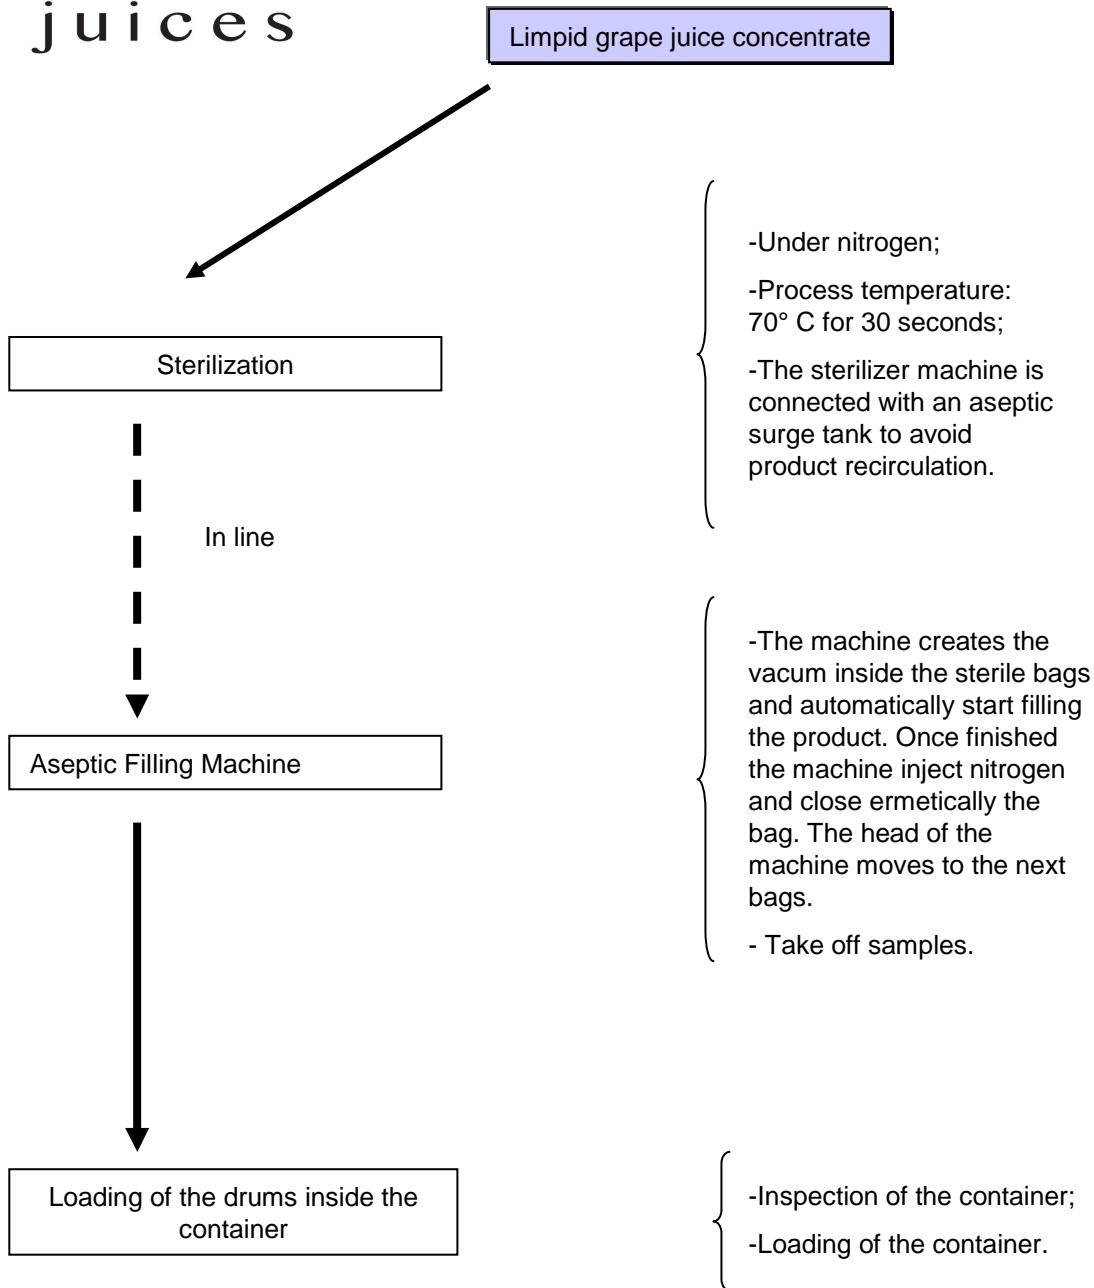 juices
Limpid grape juice concentrate
-Under nitrogen;
-Process temperature:
70° C for 30 seconds;
Sterilization
-The sterilizer machine is
connected with an aseptic
surge tank to avoid
product recirculation.
In line
-The machine creates the
vacum inside the sterile bags
and automatically start filling
the product. Once finished
the machine inject nitrogen
and close ermetically the
bag. The head of the
machine moves to the next
bags.
- Take off samples.
Aseptic Filling Machine
Loading of the drums inside the
container
-Inspection of the container;
-Loading of the container.